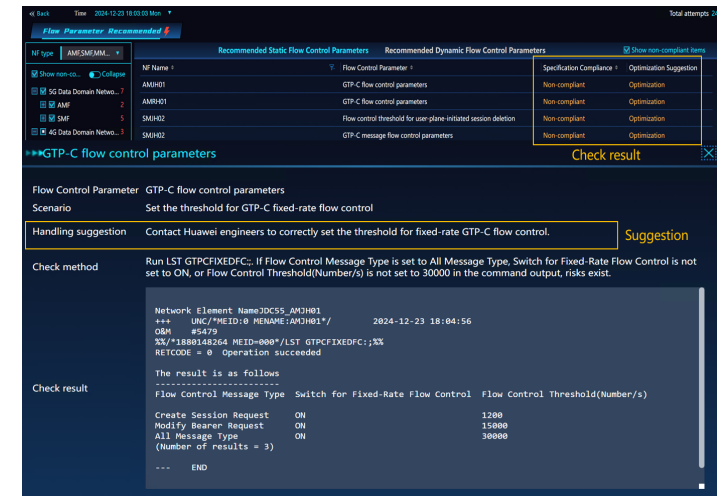 Back Time 2024-12-23 18:03:03 Mon Total attempts 24
Flow Parameter Recommended
NF type AMF,SMF,MM... Recommended Static Flow Control Parameters Recommended Dynamic Flow Control Parameters Show non-compliant items
NF Name Flow Control Parameter Specification Compliance Optimization Suggestion
Show non-co... Collapse
AMJH01 GTP-C flow control parameters Non-compliant Optimization
5G Data Domain Netwo... 7
AMRH01 GTP-C flow control parameters Non-compliant Optimization
AMF 2
SMF 5
SMJH02 Flow control threshold for user-plane-initiated session deletion Non-compliant Optimization
4G Data Domain Netwo... 3
SMJH02 GTP-C message flow control parameters Non-compliant Optimization
GTP-C flow control parameters
Check result
Flow Control Parameter GTP-C flow control parameters
Scenario Set the threshold for GTP-C fixed-rate flow control
Handling suggestion Contact Huawei engineers to correctly set the threshold for fixed-rate GTP-C flow control.
Suggestion
Check method Run LST GTPCFIXEDFC:;. If Flow Control Message Type is set to All Message Type, Switch for Fixed-Rate Flow Control is not
set to ON, or Flow Control Threshold(Number/s) is not set to 30000 in the command output, risks exist.
Check result
Network Element NameJDC55_AMJH01
+++ UNC/*MEID:0 MENAME:AMJH01*/ 2024-12-23 18:04:56
O&M #5479
%%/*1880148264 MEID=000*/LST GTPCFIXEDFC:;%%
RETCODE = 0 Operation succeeded
The result is as follows
------------------------
Flow Control Message Type Switch for Fixed-Rate Flow Control Flow Control Threshold(Number/s)
Create Session Request ON 1200
Modify Bearer Request ON 15000
All Message Type ON 30000
(Number of results = 3)
--- END